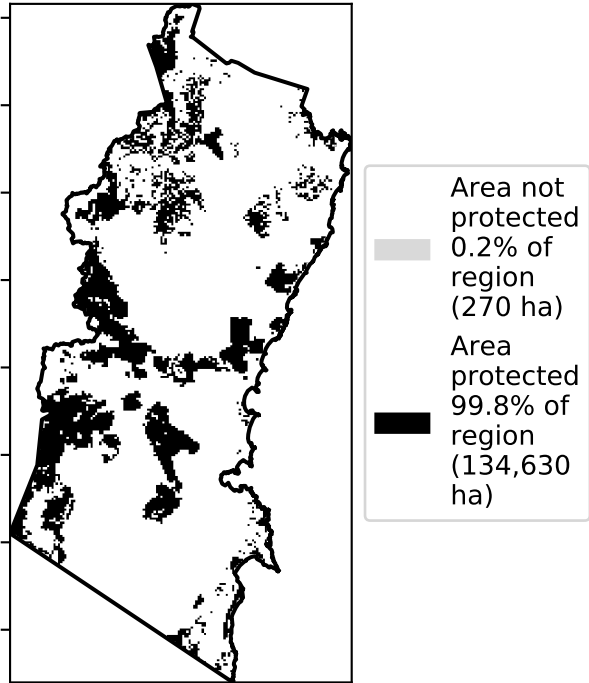 Area not
protected
0.2% of
region
(270 ha)
Area
protected
99.8% of
region
(134,630
ha)